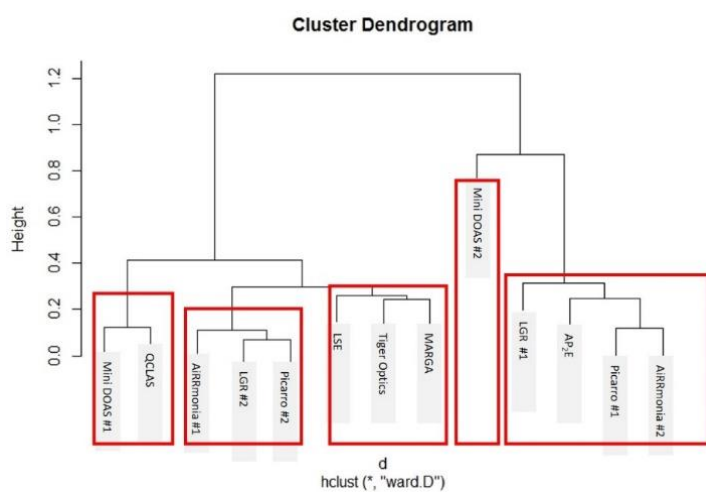 Cluster Dendrogram
Height
1.2
1.0
0.8
0.6
0.4
0.2
0.0
Mini DOAS #1
QCLAS
AiRRmonia #1
LGR #2
Picarro #2
LSE
Tiger Optics
MARGA
Mini DOAS #2
LGR #1
AP₂E
Picarro #1
AiRRmonia #2
d
hclust (*, "ward.D")